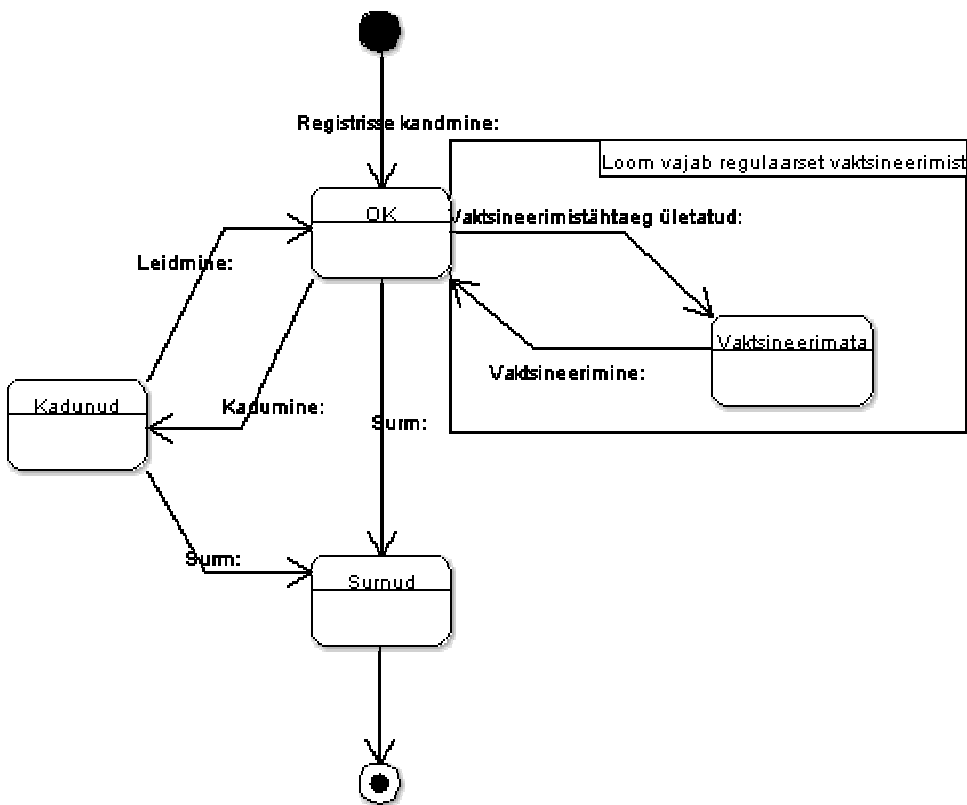 Registrisse kandmine:
Loom vajab regulaarset vaktsineerimist
OK
Vaktsineerimistähtaeg ületatud:
Leidmine:
Vaktsineerimata
Vaktsineerimine:
Kadunud
Kadumine:
Surm:
Surm:
Surnud